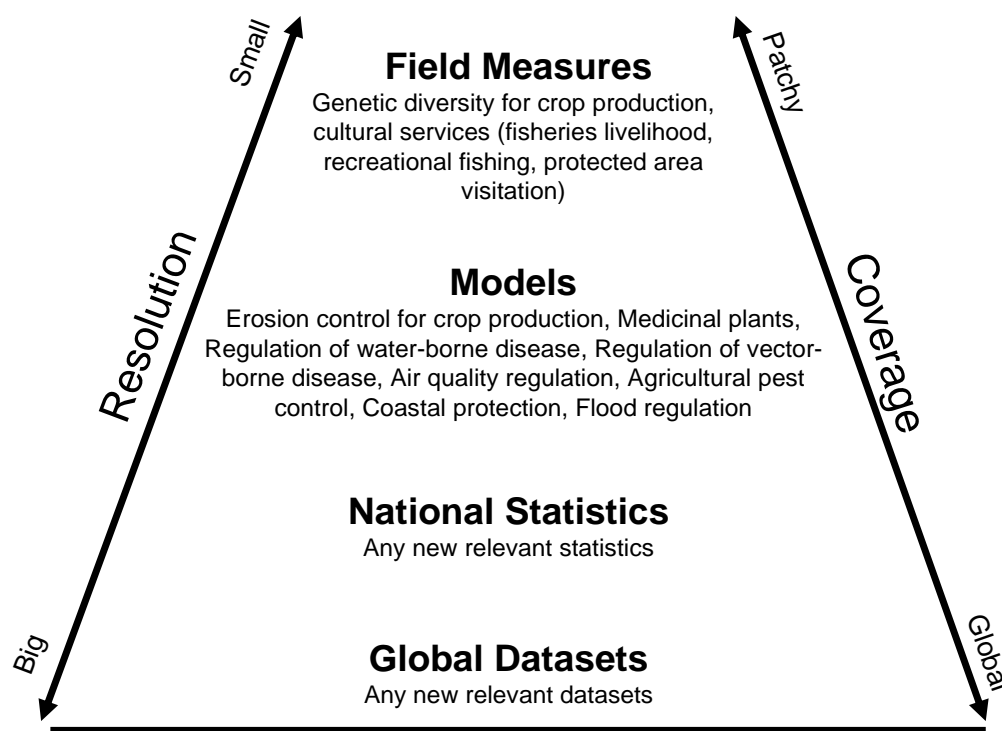 Small
Patchy
Field Measures
Genetic diversity for crop production,
cultural services (fisheries livelihood,
recreational fishing, protected area
visitation)
Resolution
Coverage
Models
Erosion control for crop production, Medicinal plants,
Regulation of water-borne disease, Regulation of vector-
borne disease, Air quality regulation, Agricultural pest
control, Coastal protection, Flood regulation
National Statistics
Any new relevant statistics
Big
Global
Global Datasets
Any new relevant datasets